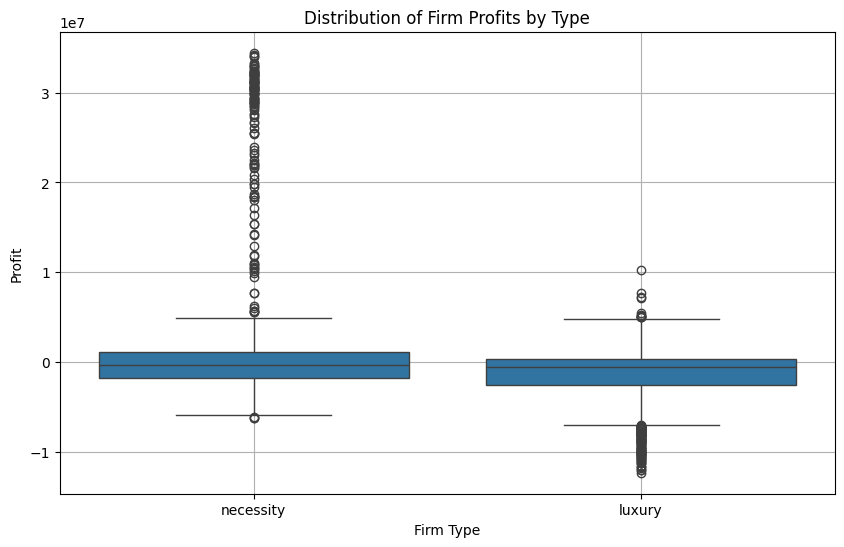 Distribution of Firm Profits by Type
1e7
3
2
1
0
−1
Profit
necessity
luxury
Firm Type